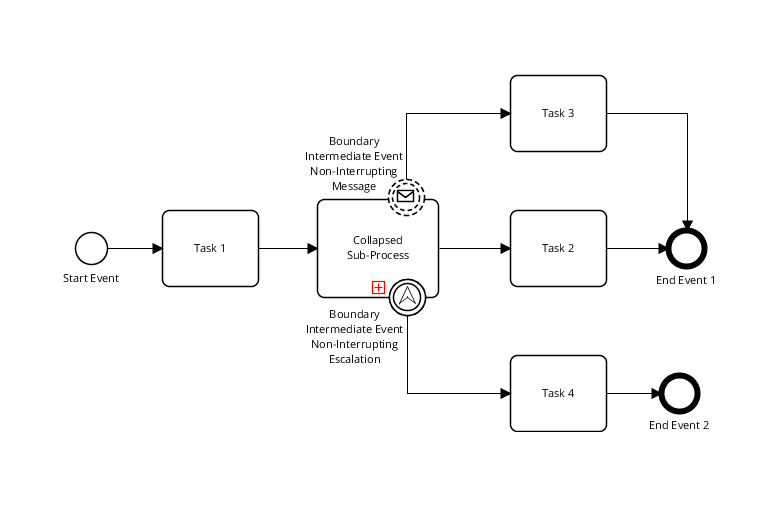 Task 3
Boundary
Intermediate Event
Non-Interrupting
Message
Start Event
Task 1
Collapsed
Sub-Process
Task 2
End Event 1
Boundary
Intermediate Event
Non-Interrupting
Escalation
Task 4
End Event 2